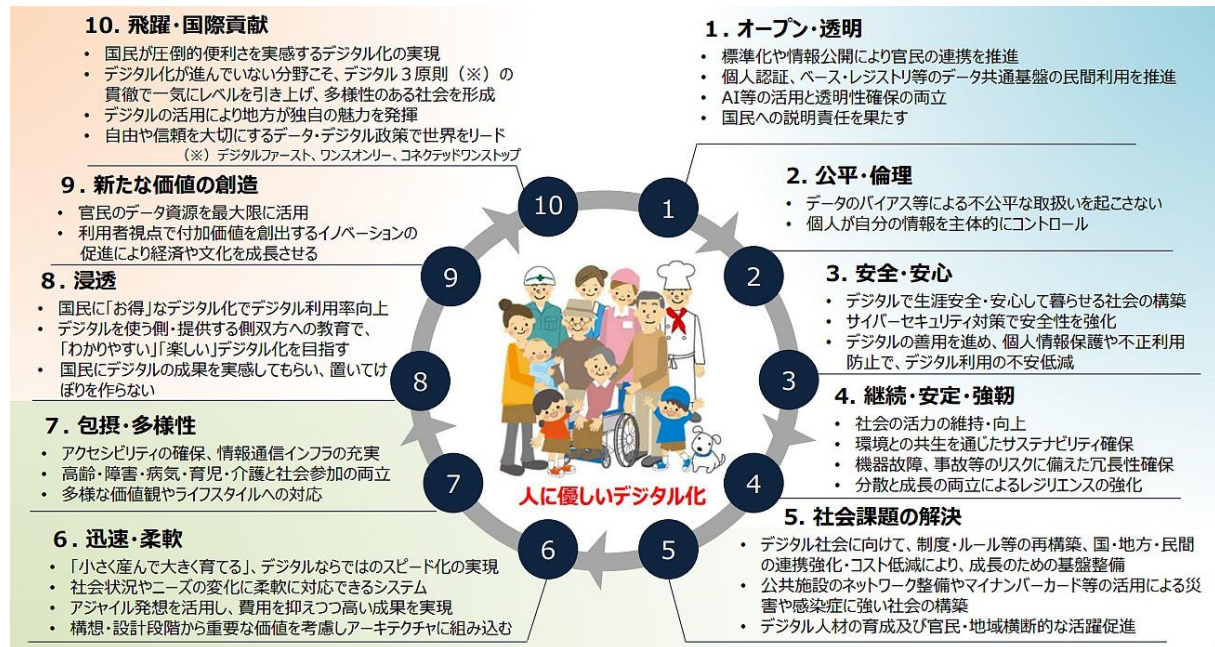 10. 飛躍・国際貢献
・ 国民が圧倒的便利さを実感するデジタル化の実現
・ デジタル化が進んでいない分野こそ、デジタル３原則（※）の
貫徹で一気にレベルを引き上げ、多様性のある社会を形成
・ デジタルの活用により地方が独自の魅力を発揮
・ 自由や信頼を大切にするデータ・デジタル政策で世界をリード
（※）デジタルファースト、ワンスオンリー、コネクテッドワンストップ
1. オープン・透明
・ 標準化や情報公開により官民の連携を推進
・ 個人認証、ベース・レジストリ等のデータ共通基盤の民間利用を推進
・ AI等の活用と透明性確保の両立
・ 国民への説明責任を果たす
2. 公平・倫理
・ データのバイアス等による不公平な取扱いを起こさない
・ 個人が自分の情報を主体的にコントロール
3. 安全・安心
・ デジタルで生涯安全・安心して暮らせる社会の構築
・ サイバーセキュリティ対策で安全性を強化
・ デジタルの善用を進め、個人情報保護や不正利用
防止で、デジタル利用の不安低減
4. 継続・安定・強靭
・ 社会の活力の維持・向上
・ 環境との共生を通じたサステナビリティ確保
・ 機器故障、事故等のリスクに備えた冗長性確保
・ 分散と成長の両立によるレジリエンスの強化
5. 社会課題の解決
・ デジタル社会に向けて、制度・ルール等の再構築、国・地方・民間
の連携強化・コスト低減により、成長のための基盤整備
・ 公共施設のネットワーク整備やマイナンバーカード等の活用による災
害や感染症に強い社会の構築
・ デジタル人材の育成及び官民・地域横断的な活躍促進
6. 迅速・柔軟
・ 「小さく産んで大きく育てる」、デジタルならではのスピード化の実現
・ 社会状況やニーズの変化に柔軟に対応できるシステム
・ アジャイル発想を活用し、費用を抑えつつ高い成果を実現
・ 構想・設計段階から重要な価値を考慮しアーキテクチャに組み込む
7. 包摂・多様性
・ アクセシビリティの確保、情報通信インフラの充実
・ 高齢・障害・病気・育児・介護と社会参加の両立
・ 多様な価値観やライフスタイルへの対応
8. 浸透
・ 国民に「お得」なデジタル化でデジタル利用率向上
・ デジタルを使う側・提供する側双方への教育で、
「わかりやすい」「楽しい」デジタル化を目指す
・ 国民にデジタルの成果を実感してもらい、置いてけ
ぼりを作らない
9. 新たな価値の創造
・ 官民のデータ資源を最大限に活用
・ 利用者視点で付加価値を創出するイノベーションの
促進により経済や文化を成長させる
10
1
2
3
4
5
6
7
8
9
人に優しいデジタル化